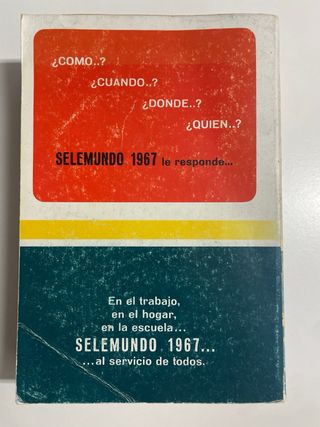 ¿COMO..?
¿CUANDO..?
¿DONDE..?
¿QUIEN..?
SELEMUNDO 1967 le responde...
En el trabajo,
en el hogar,
en la escuela...
SELEMUNDO 1967...
...al servicio de todos.